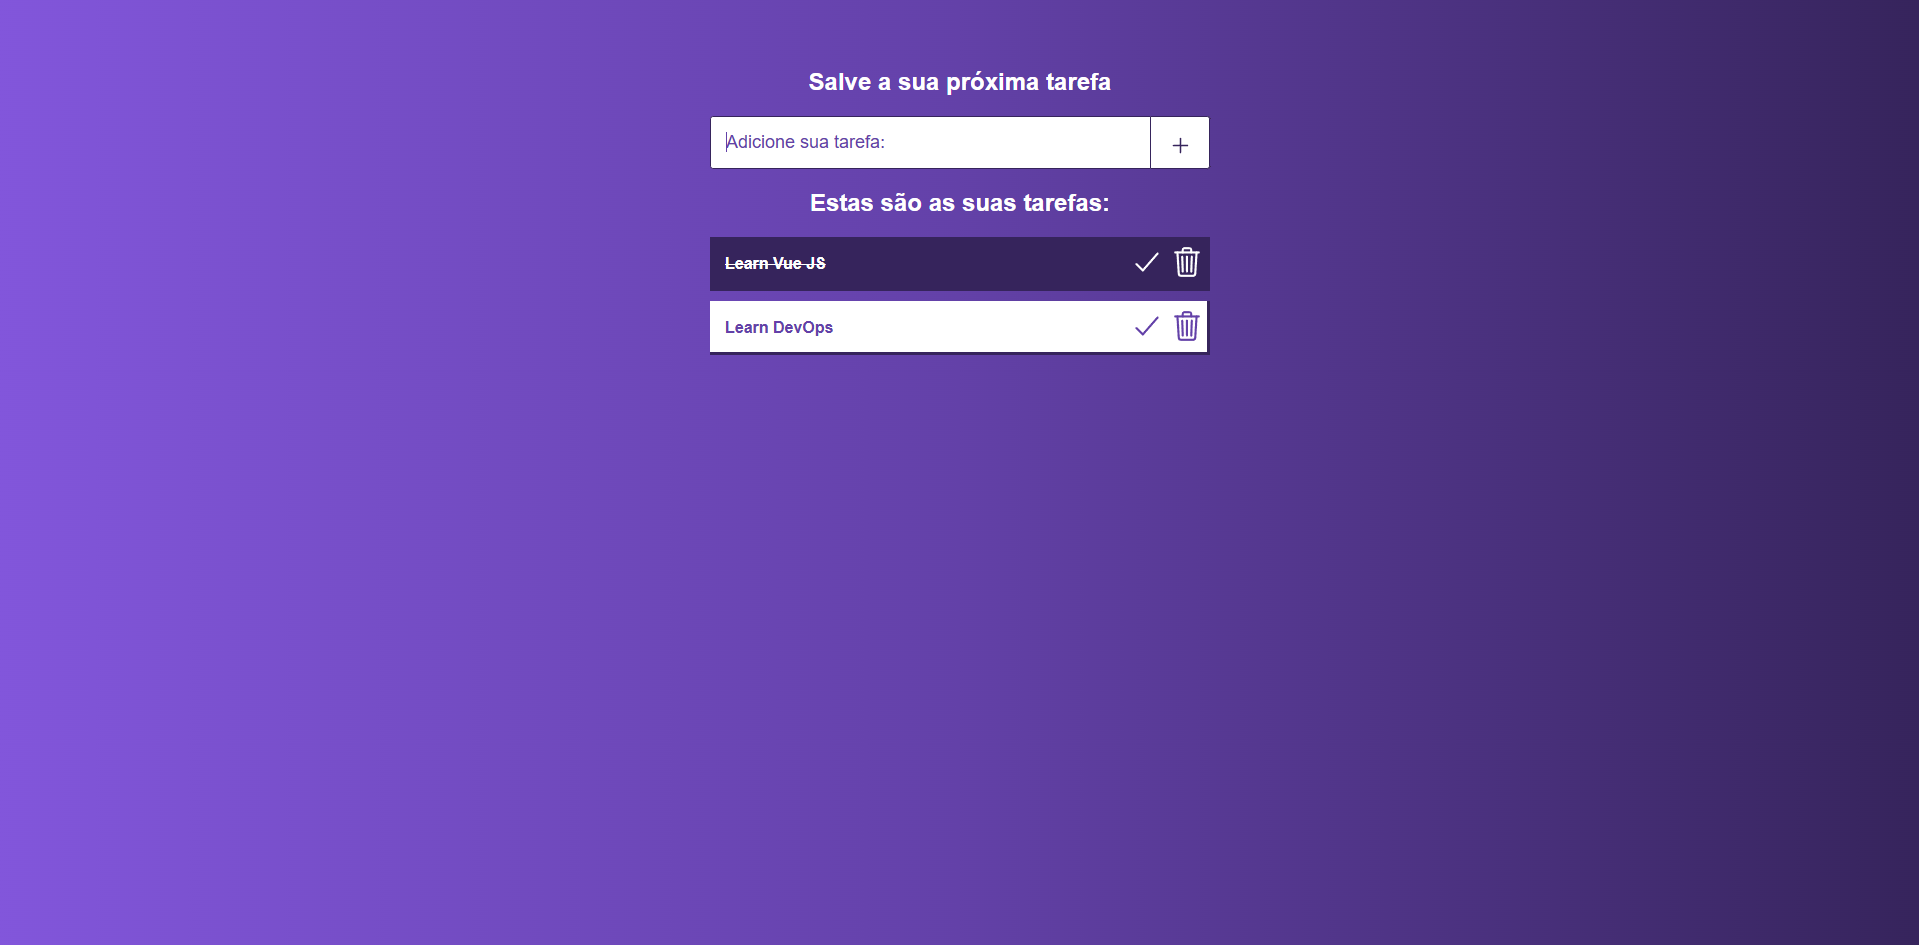 Salve a sua próxima tarefa
Adicione sua tarefa:
Estas são as suas tarefas:
Learn Vue JS
Learn DevOps